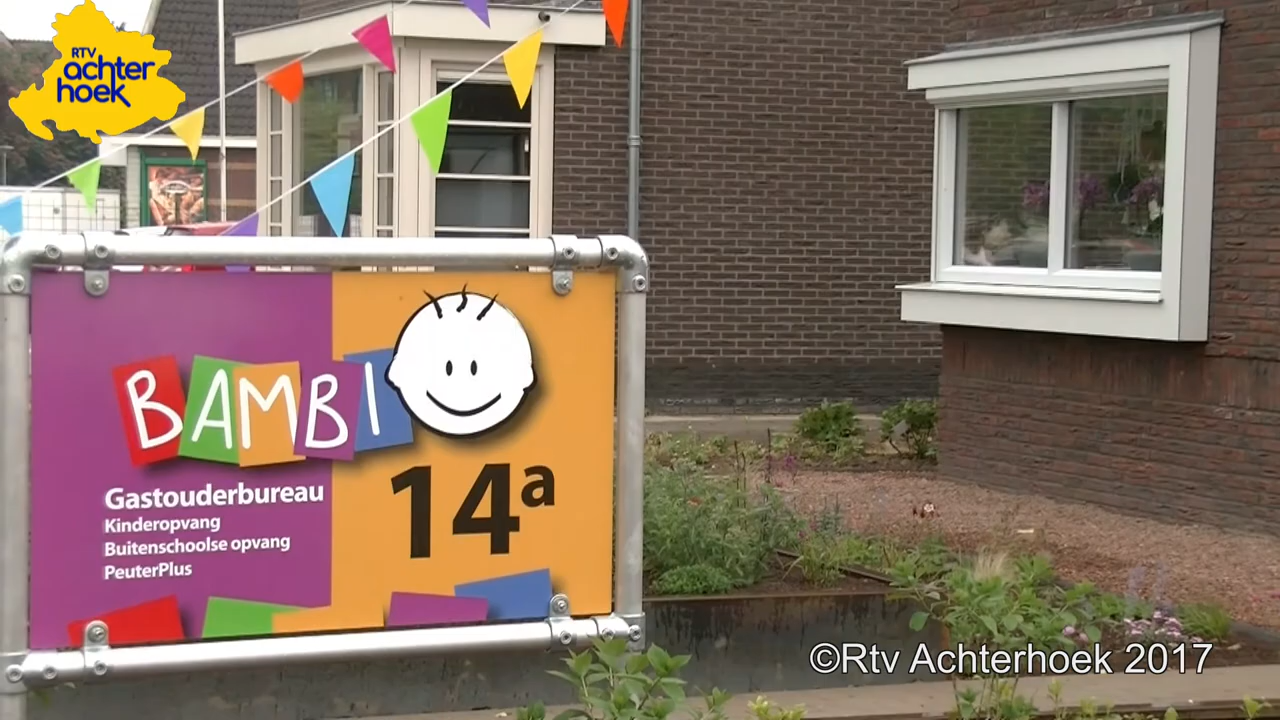 RTV
achter
hoek
BAMBI
14a
Gastouderbureau
Kinderopvang
Buitenschoolse opvang
PeuterPlus
©Rtv Achterhoek 2017